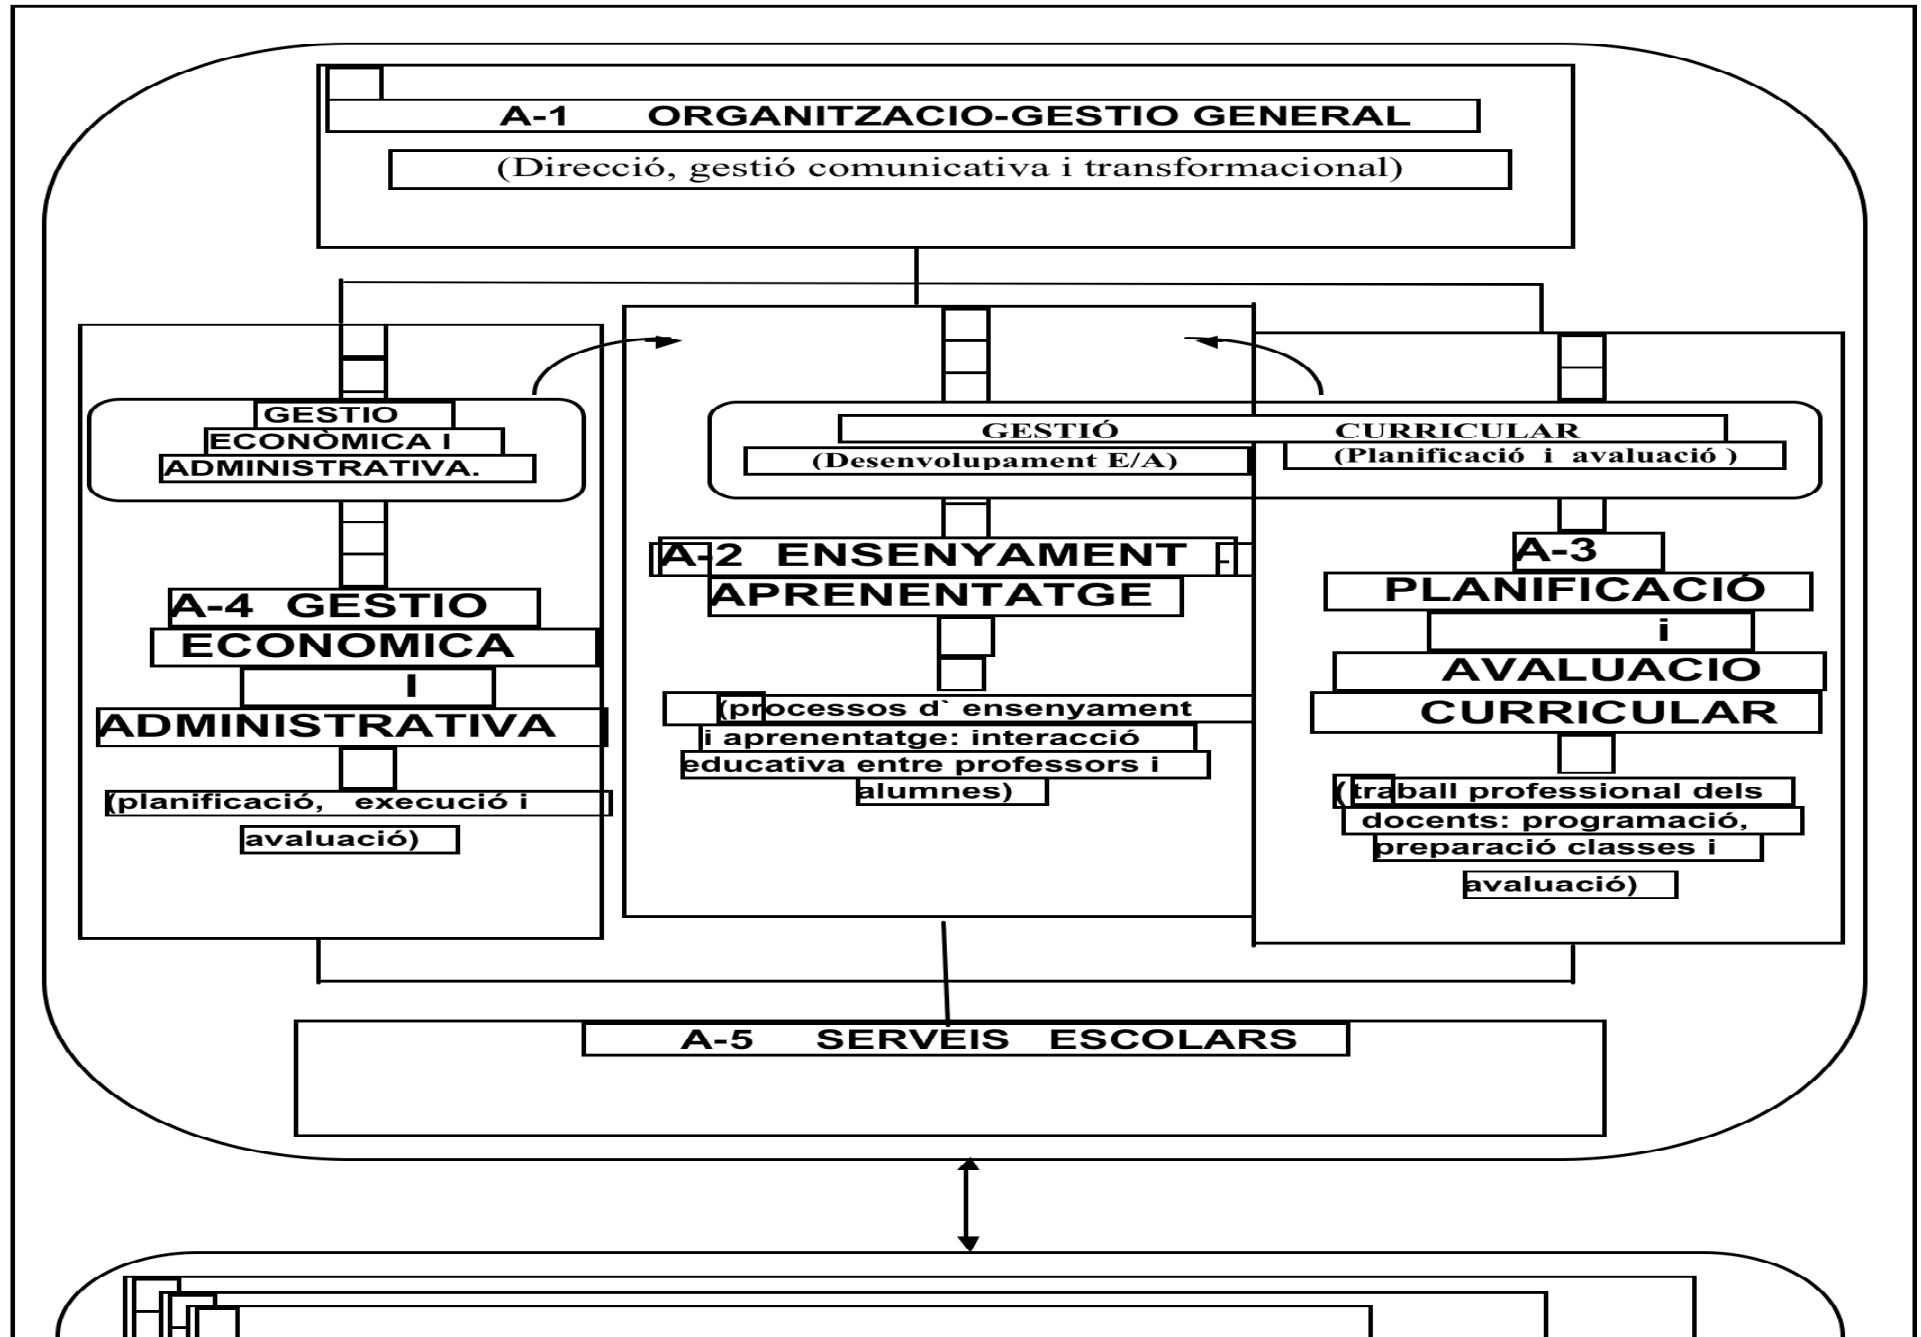 A-1 ORGANITZACIO-GESTIO GENERAL
(Direcció, gestió comunicativa i transformacional)
GESTIO
ECONÒMICA I
ADMINISTRATIVA.
A-4 GESTIO
ECONOMICA
I
ADMINISTRATIVA
(planificació, execució i
avaluació)
GESTIÓ CURRICULAR
(Desenvolupament E/A) (Planificació i avaluació )
A-2 ENSENYAMENT -
APRENENTATGE
(processos d` ensenyament
i aprenentatge: interacció
educativa entre professors i
alumnes)
A-3
PLANIFICACIÓ
i
AVALUACIO
CURRICULAR
(traball professional dels
docents: programació,
preparació classes i
avaluació)
A-5 SERVEIS ESCOLARS